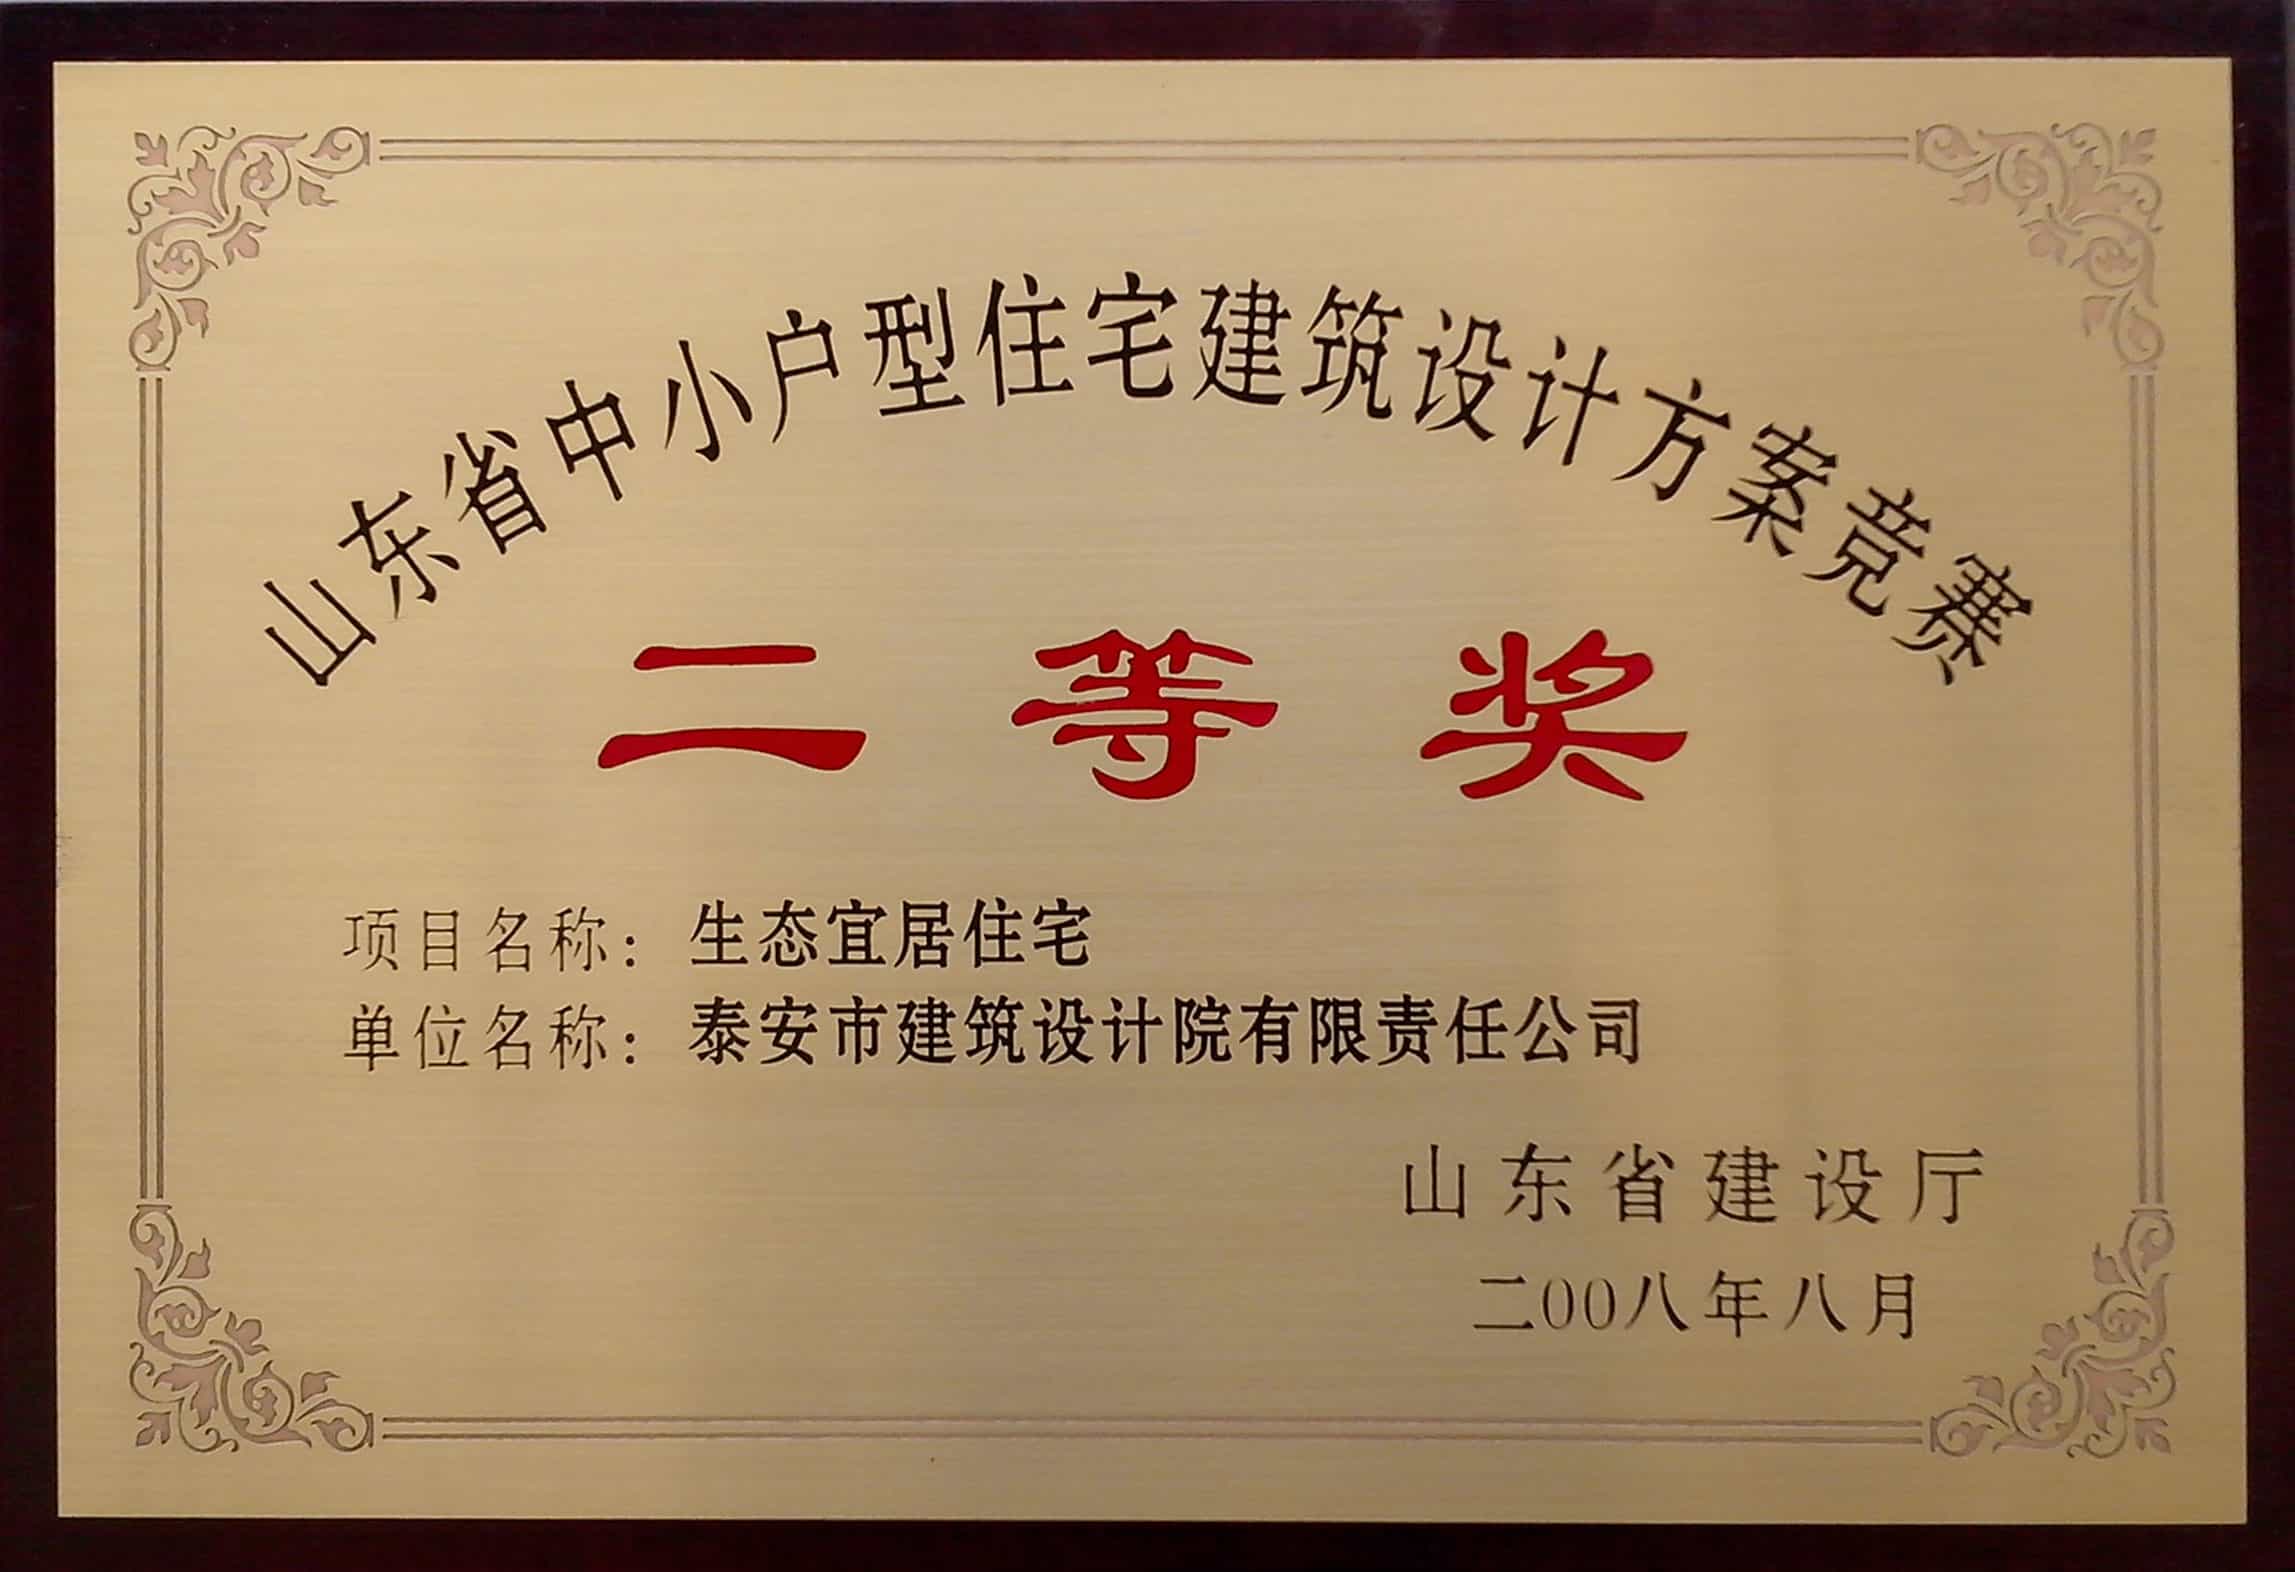 山东省中小户型住宅建筑设计方案竞赛
二等奖
项目名称：生态宜居住宅
单位名称：泰安市建筑设计院有限责任公司
山东省建设厅
二00八年八月